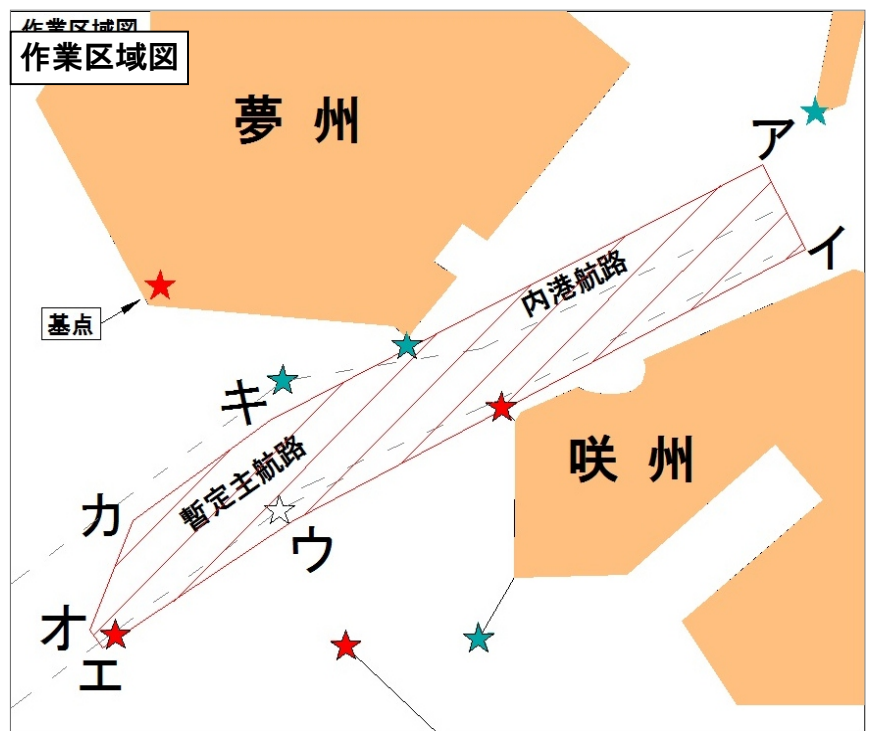 作業区域図
作業区域図
夢 州
ア
イ
内港航路
基点
キ
咲 州
暫定主航路
カ
ウ
オ
エ